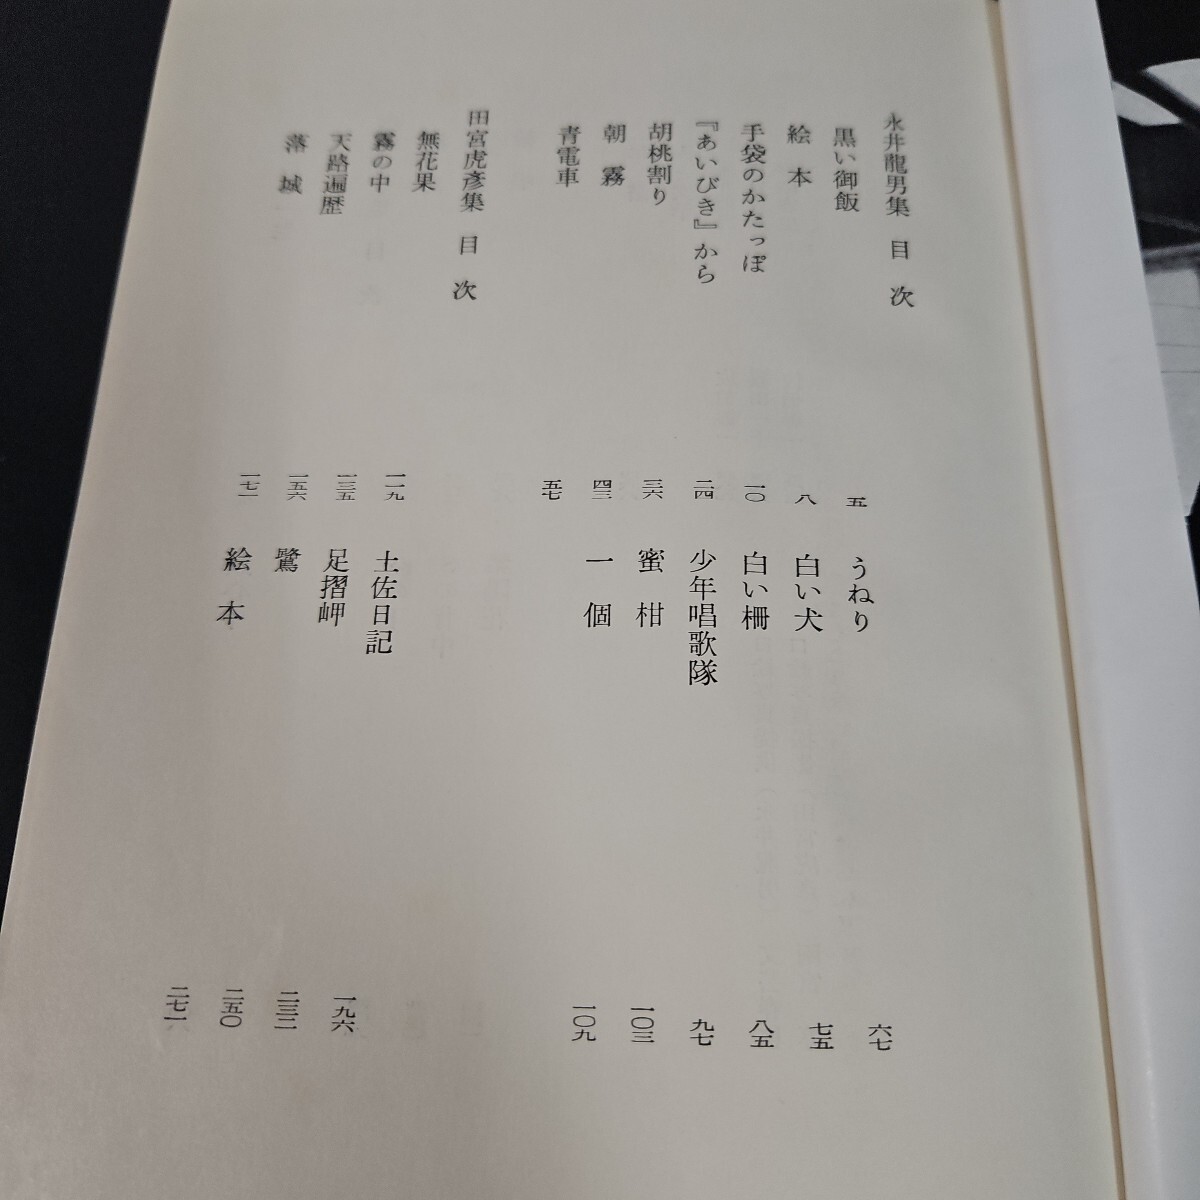 永井龍男集 目次
黒い御飯 五
絵本 八
手袋のかたっぽ 一〇
『あいびき』から 二四
胡桃割り 三六
朝霧 四三
青電車 五七
うねり 六七
白い犬 七五
白い柵 八五
少年唱歌隊 九七
蜜柑 一〇三
一個 一〇九
田宮虎彦集 目次
無花果 一一九
霧の中 一三五
天路遍歴 一五六
落城 一七一
土佐日記 一九六
足摺岬 二三二
鷺 二五〇
絵本 二七一